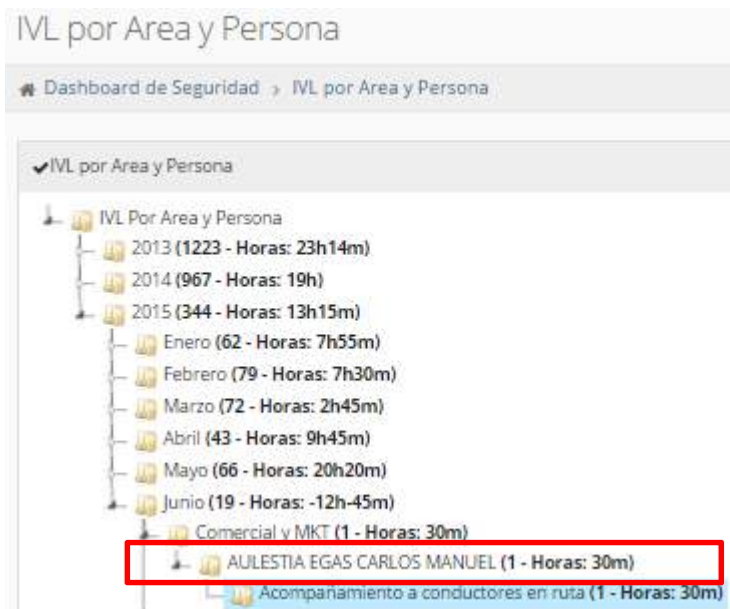 IVL por Area y Persona
Dashboard de Seguridad > IVL por Area y Persona
IVL por Area y Persona
IVL Por Area y Persona
2013 (1223 - Horas: 23h14m)
2014 (967 - Horas: 19h)
2015 (344 - Horas: 13h15m)
Enero (62 - Horas: 7h55m)
Febrero (79 - Horas: 7h30m)
Marzo (72 - Horas: 2h45m)
Abril (43 - Horas: 9h45m)
Mayo (66 - Horas: 20h20m)
Junio (19 - Horas: -12h-45m)
Comercial y MKT (1 - Horas: 30m)
AULESTIA EGAS CARLOS MANUEL (1 - Horas: 30m)
Acompañamiento a conductores en ruta (1 - Horas: 30m)